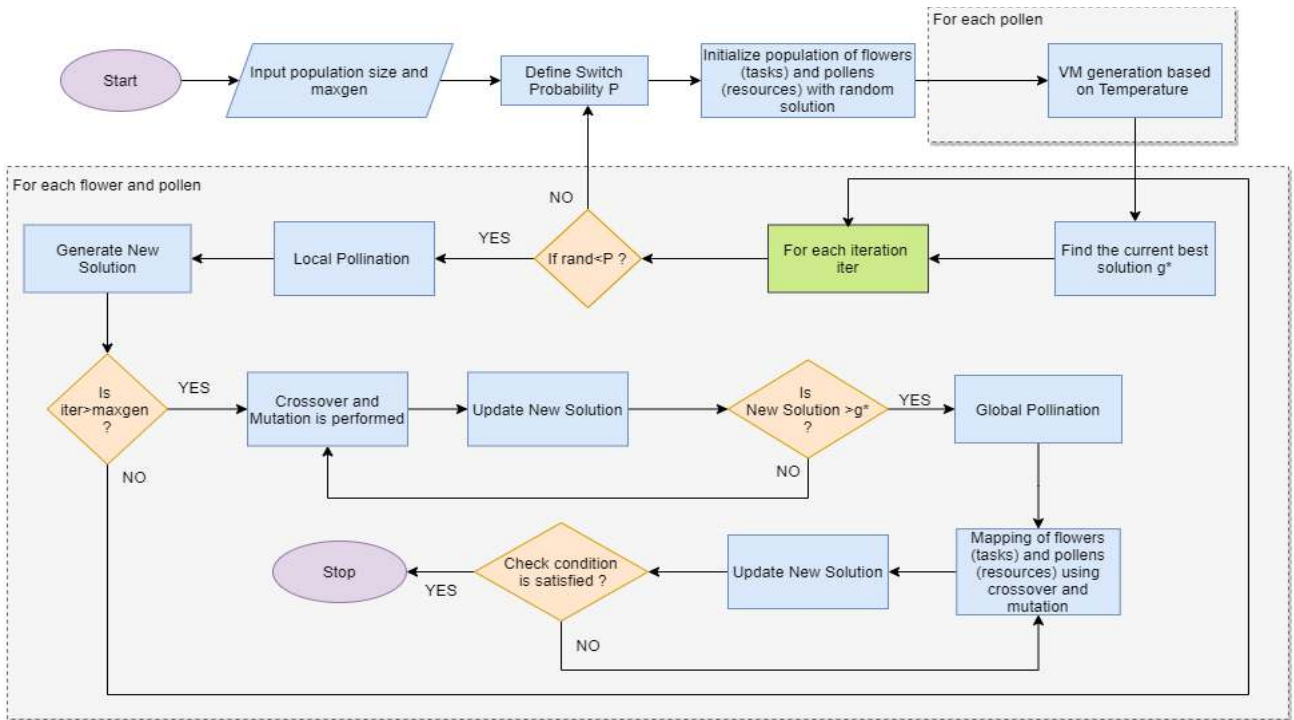 For each pollen
Start
Input population size and
maxgen
Define Switch
Probability P
Initialize population of flowers
(tasks) and pollens
(resources) with random
solution
VM generation based
on Temperature
For each flower and pollen
NO
Generate New
Solution
Local Pollination
YES
If rand<P ?
For each iteration
iter
Find the current best
solution g*
Is
iter>maxgen
?
YES
NO
Crossover and
Mutation is performed
Update New Solution
Is
New Solution >g*
?
YES
NO
Global Pollination
Stop
YES
Check condition
is satisfied ?
NO
Update New Solution
Mapping of flowers
(tasks) and pollens
(resources) using
crossover and
mutation